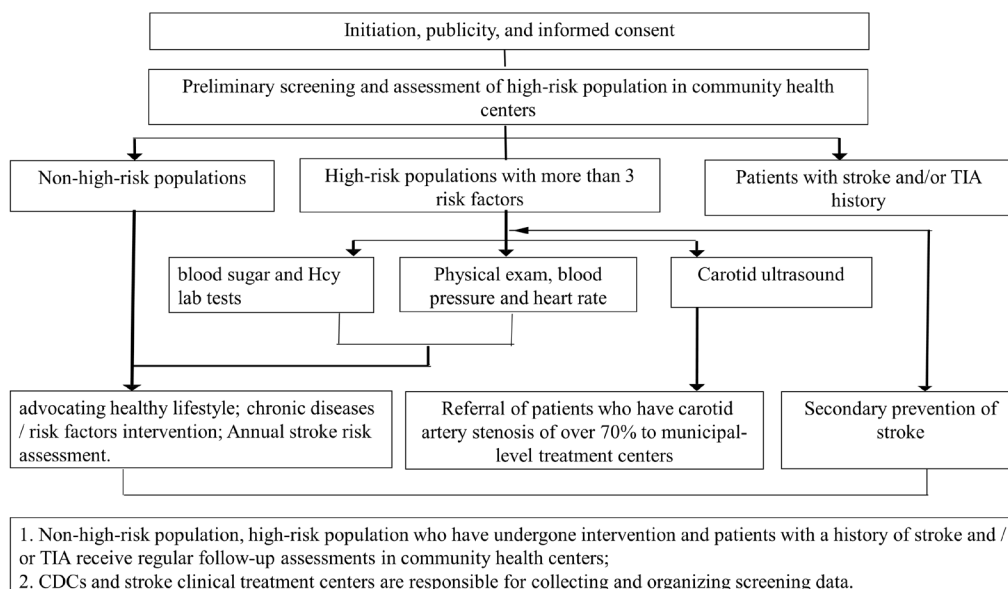 Initiation, publicity, and informed consent
Preliminary screening and assessment of high-risk population in community health
centers
Non-high-risk populations
High-risk populations with more than 3
risk factors
Patients with stroke and/or TIA
history
blood sugar and Hcy
lab tests
Physical exam, blood
pressure and heart rate
Carotid ultrasound
advocating healthy lifestyle; chronic diseases
/ risk factors intervention; Annual stroke risk
assessment.
Referral of patients who have carotid
artery stenosis of over 70% to municipal-
level treatment centers
Secondary prevention of
stroke
1. Non-high-risk population, high-risk population who have undergone intervention and patients with a history of stroke and /
or TIA receive regular follow-up assessments in community health centers;
2. CDCs and stroke clinical treatment centers are responsible for collecting and organizing screening data.